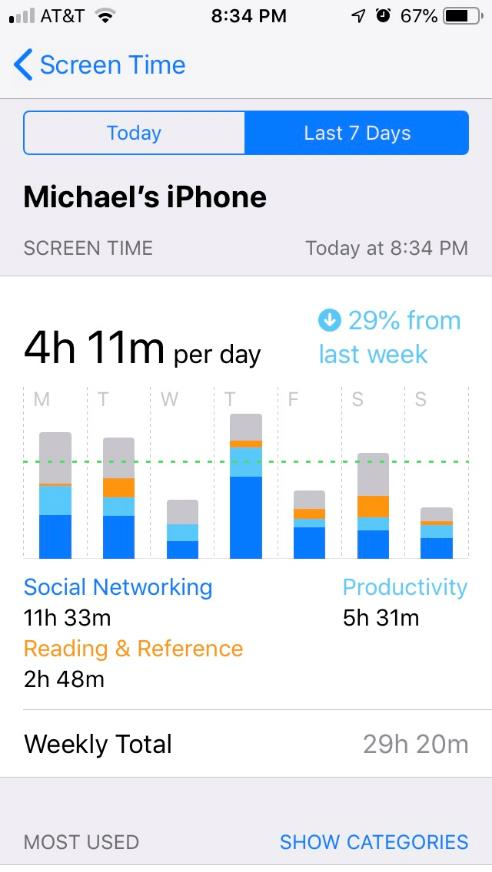 AT&T 8:34 PM 67%
Screen Time
Today Last 7 Days
Michael’s iPhone
SCREEN TIME Today at 8:34 PM
4h 11m per day
29% from
last week
M T W T F S S
Social Networking Productivity
11h 33m 5h 31m
Reading & Reference
2h 48m
Weekly Total 29h 20m
MOST USED SHOW CATEGORIES